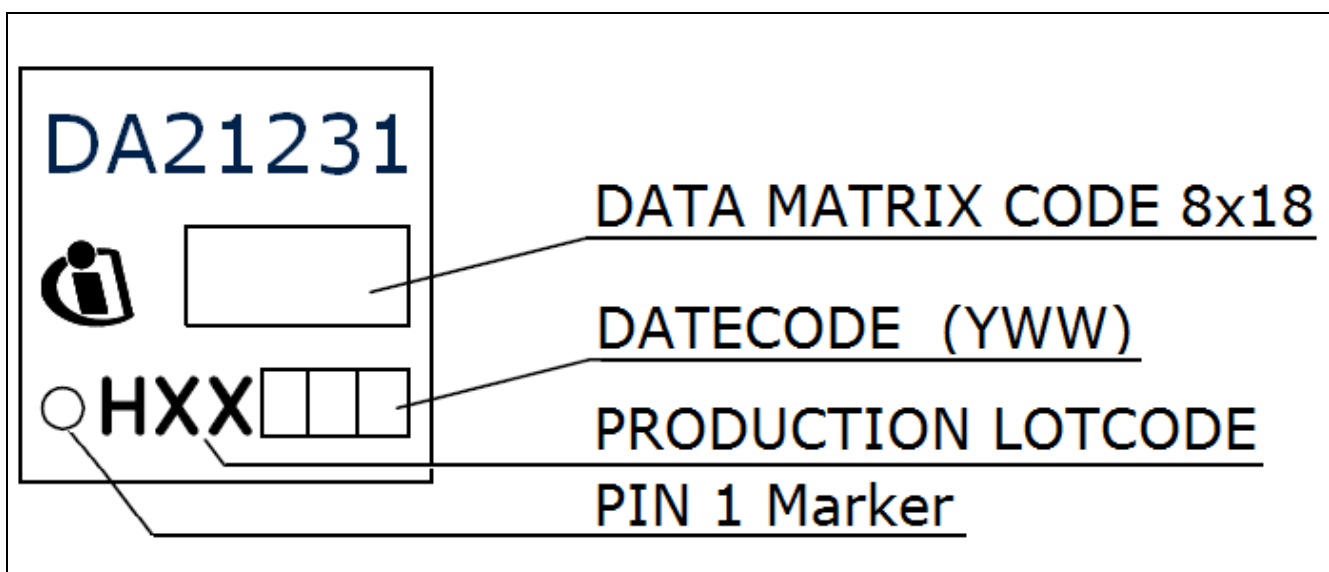 DA21231
DATA MATRIX CODE 8x18
DATECODE (YWW)
HXX
PRODUCTION LOTCODE
PIN 1 Marker